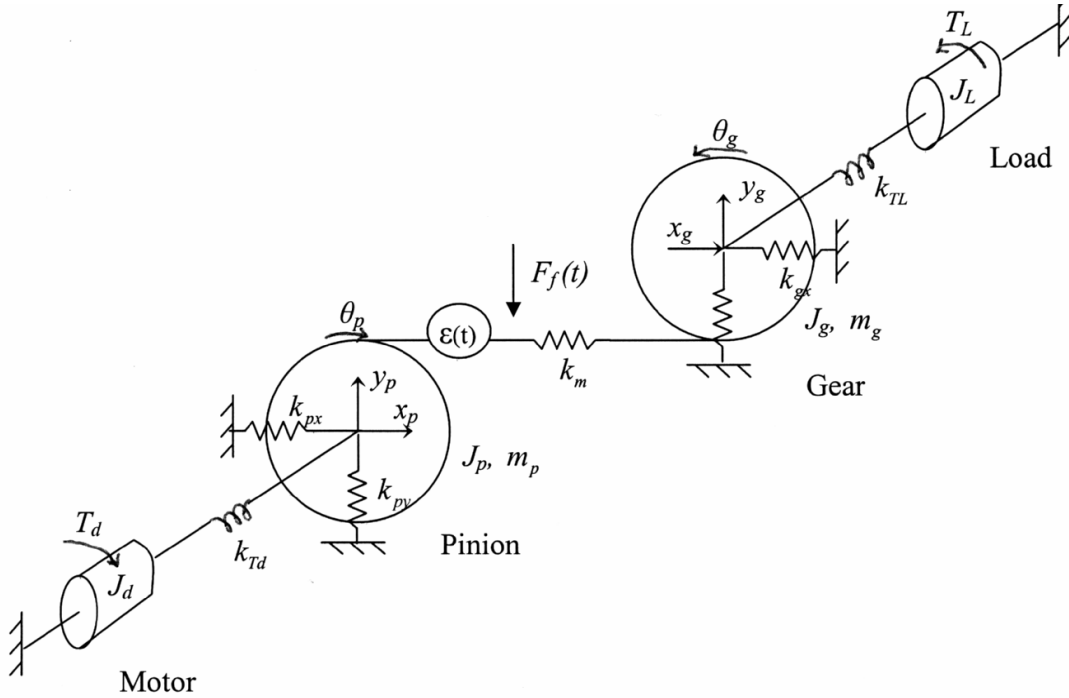 T_L
J_L
Load
θ_g
k_TL
y_g
x_g
k_gx
F_f(t)
J_g, m_g
θ_p
ε(t)
k_m
Gear
y_p
k_px
x_p
J_p, m_p
k_py
T_d
k_Td
Pinion
J_d
Motor